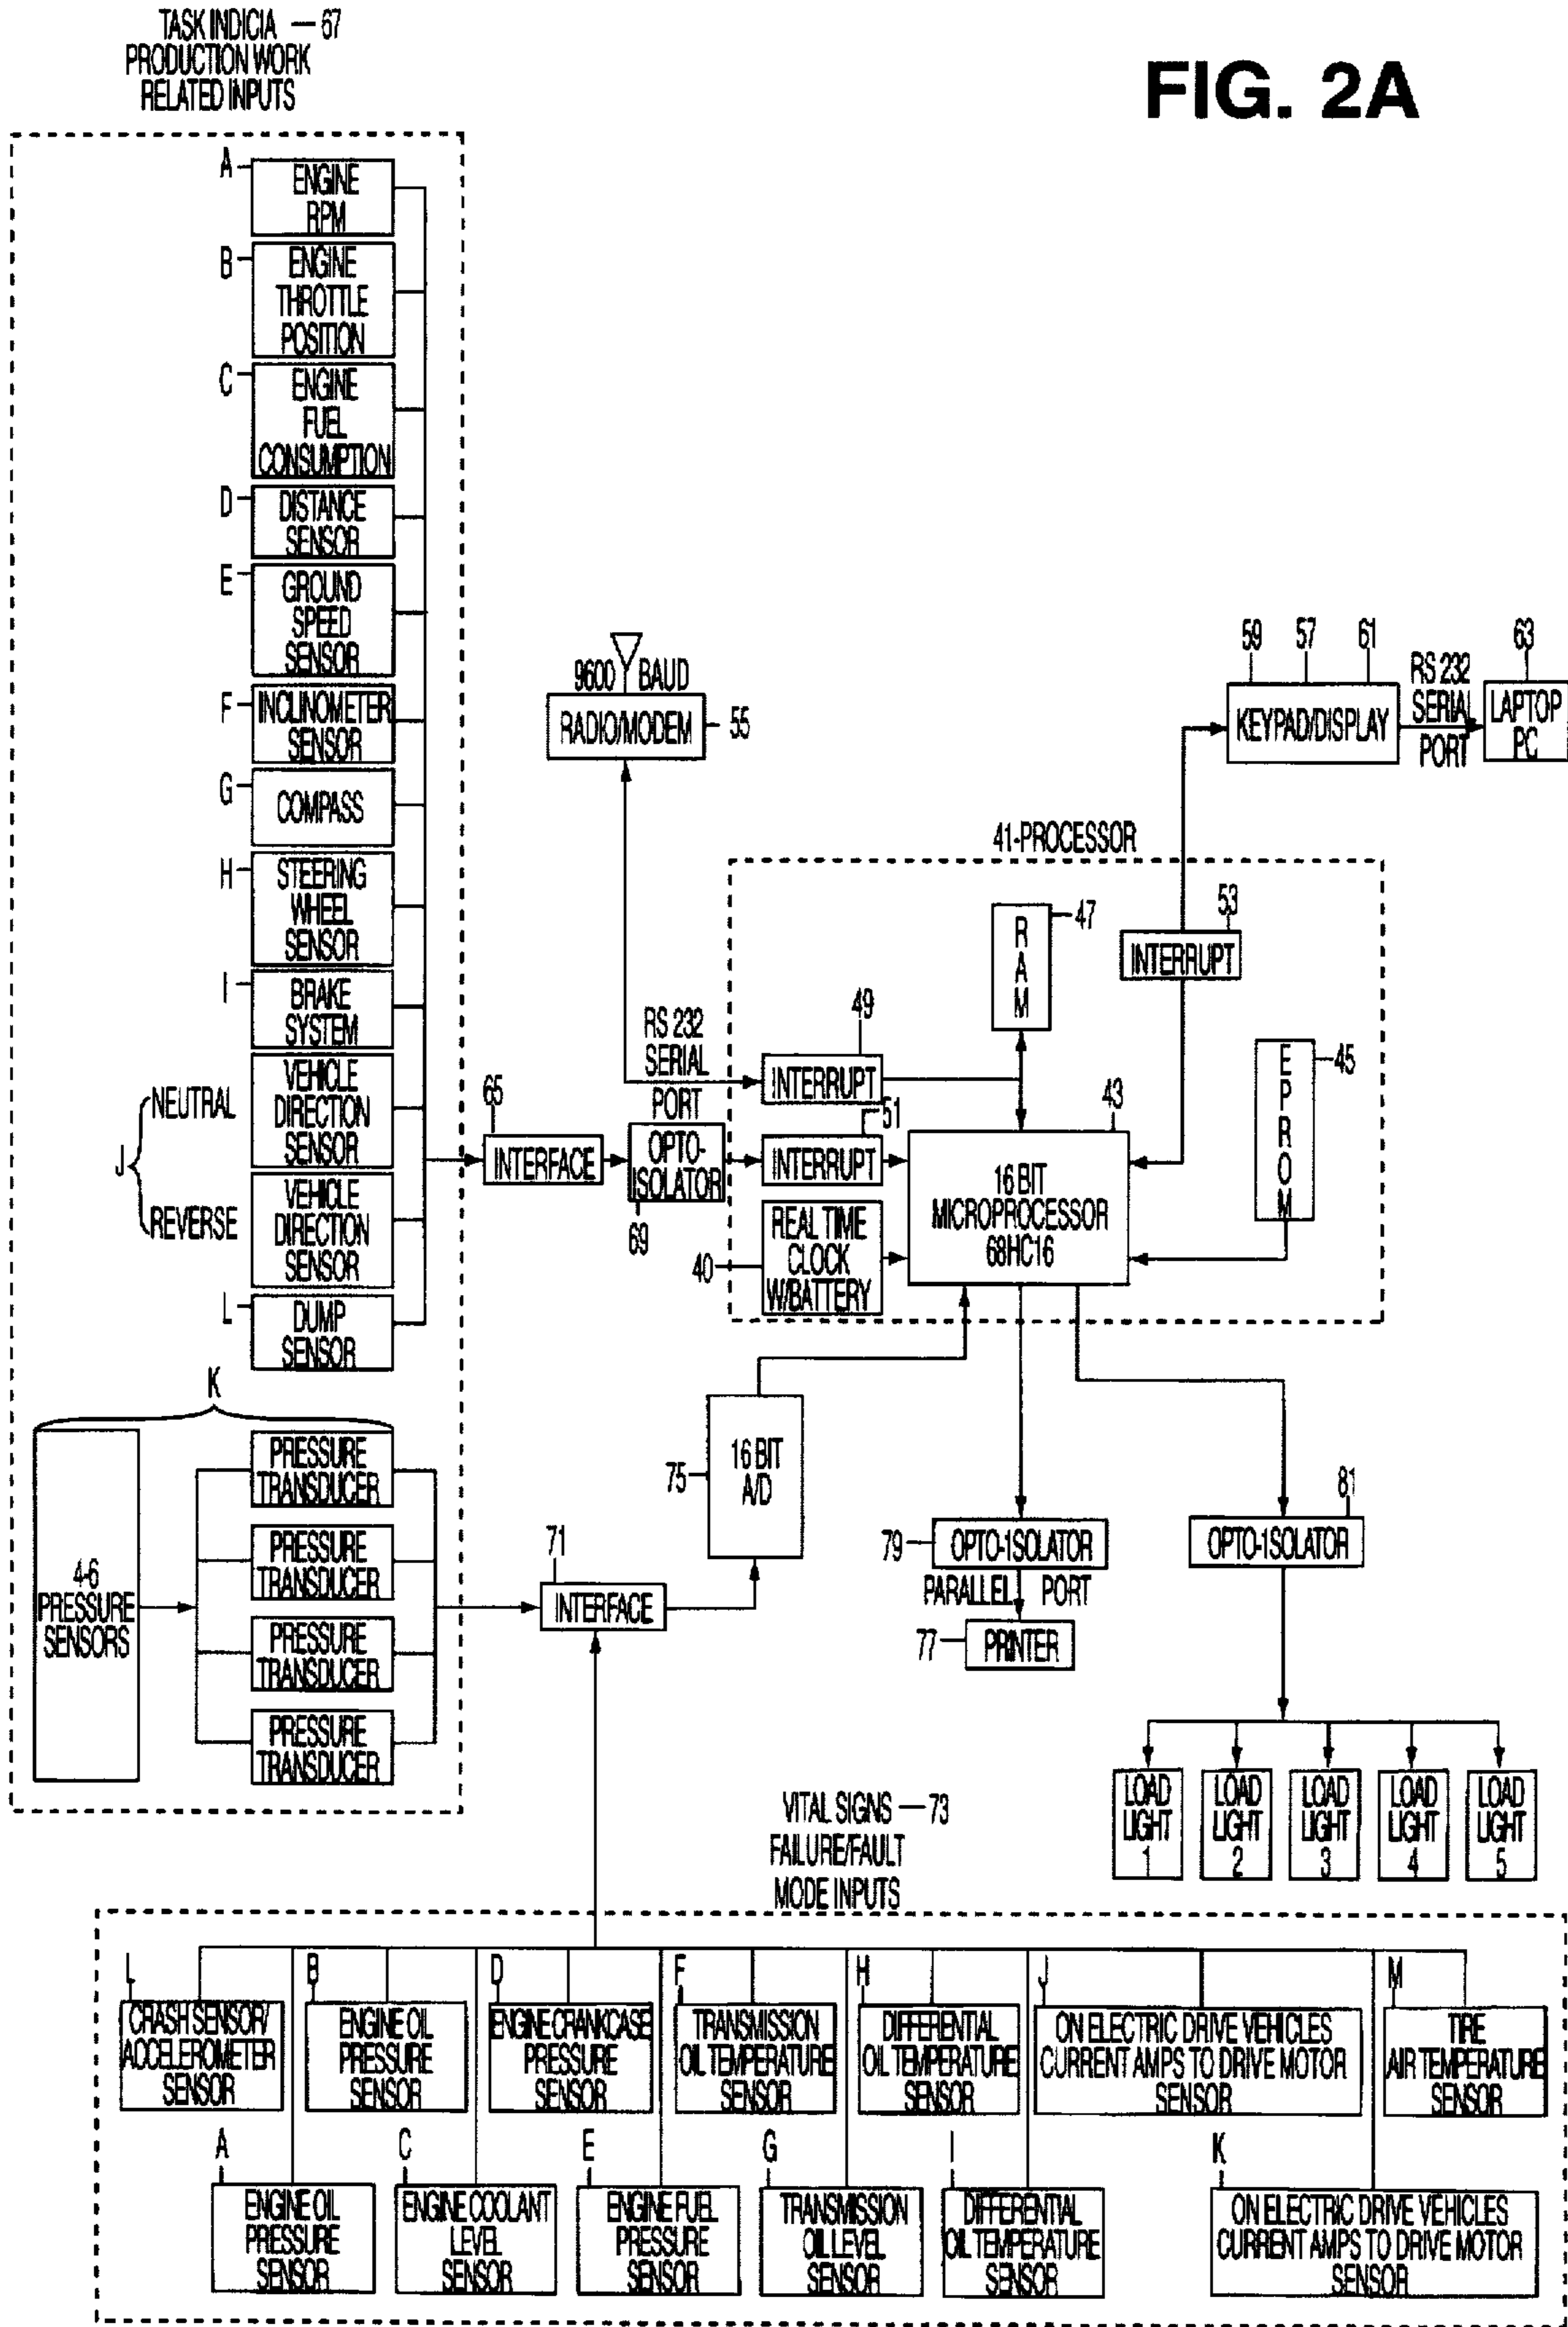 TASK INDICIA — 67
PRODUCTION WORK
RELATED INPUTS
FIG. 2A
A
ENGINE
RPM
B
ENGINE
THROTTLE
POSITION
C
ENGINE
FUEL
CONSUMPTION
D
DISTANCE
SENSOR
E
GROUND
SPEED
SENSOR
F
INCLINOMETER
SENSOR
G
COMPASS
H
STEERING
WHEEL
SENSOR
I
BRAKE
SYSTEM
J
NEUTRAL
VEHICLE
DIRECTION
SENSOR
REVERSE
VEHICLE
DIRECTION
SENSOR
L
DUMP
SENSOR
K
4-6
PRESSURE
SENSORS
PRESSURE
TRANSDUCER
PRESSURE
TRANSDUCER
PRESSURE
TRANSDUCER
PRESSURE
TRANSDUCER
9600 BAUD
RADIO/MODEM
55
59
57
61
KEYPAD/DISPLAY
RS 232
SERIAL
PORT
63
LAPTOP
PC
41-PROCESSOR
RAM
47
53
INTERRUPT
49
INTERRUPT
RS 232
SERIAL
PORT
EPROM
45
65
INTERFACE
OPTO-
ISOLATOR
69
51
INTERRUPT
43
16 BIT
MICROPROCESSOR
68HC16
40
REAL TIME
CLOCK
W/BATTERY
75
16 BIT
A/D
71
INTERFACE
79
OPTO-1SOLATOR
PARALLEL PORT
77
PRINTER
81
OPTO-1SOLATOR
LOAD
LIGHT
1
LOAD
LIGHT
2
LOAD
LIGHT
3
LOAD
LIGHT
4
LOAD
LIGHT
5
VITAL SIGNS — 73
FAILURE/FAULT
MODE INPUTS
L
CRASH SENSOR/
ACCELEROMETER
SENSOR
B
ENGINE OIL
PRESSURE
SENSOR
D
ENGINE CRANKCASE
PRESSURE
SENSOR
F
TRANSMISSION
OIL TEMPERATURE
SENSOR
H
DIFFERENTIAL
OIL TEMPERATURE
SENSOR
J
ON ELECTRIC DRIVE VEHICLES
CURRENT AMPS TO DRIVE MOTOR
SENSOR
M
TIRE
AIR TEMPERATURE
SENSOR
A
ENGINE OIL
PRESSURE
SENSOR
C
ENGINE COOLANT
LEVEL
SENSOR
E
ENGINE FUEL
PRESSURE
SENSOR
G
TRANSMISSION
OIL LEVEL
SENSOR
I
DIFFERENTIAL
OIL TEMPERATURE
SENSOR
K
ON ELECTRIC DRIVE VEHICLES
CURRENT AMPS TO DRIVE MOTOR
SENSOR